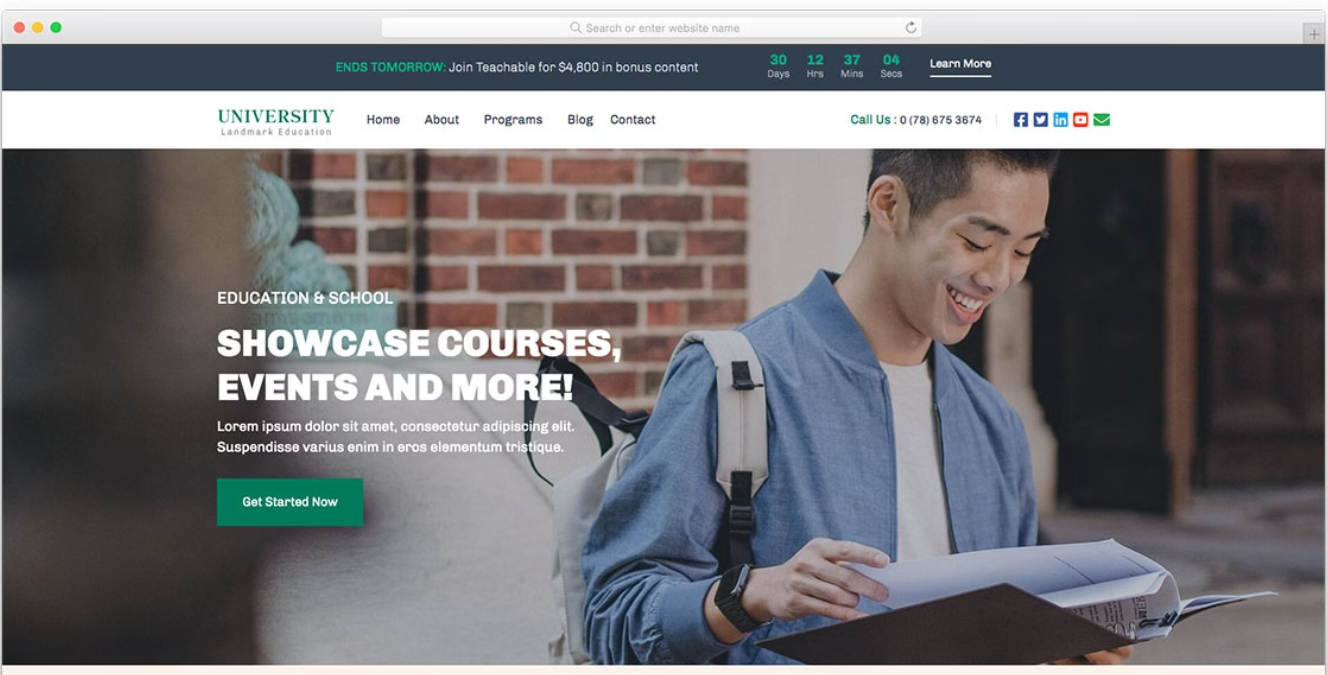 Search or enter website name
ENDS TOMORROW: Join Teachable for $4,800 in bonus content
30 12 37 04
Days Hrs Mins Secs
Learn More
UNIVERSITY
Landmark Education
Home About Programs Blog Contact
Call Us : 0 (78) 675 3674
EDUCATION & SCHOOL
SHOWCASE COURSES,
EVENTS AND MORE!
Lorem ipsum dolor sit amet, consectetur adipiscing elit.
Suspendisse varius enim in eros elementum tristique.
Get Started Now